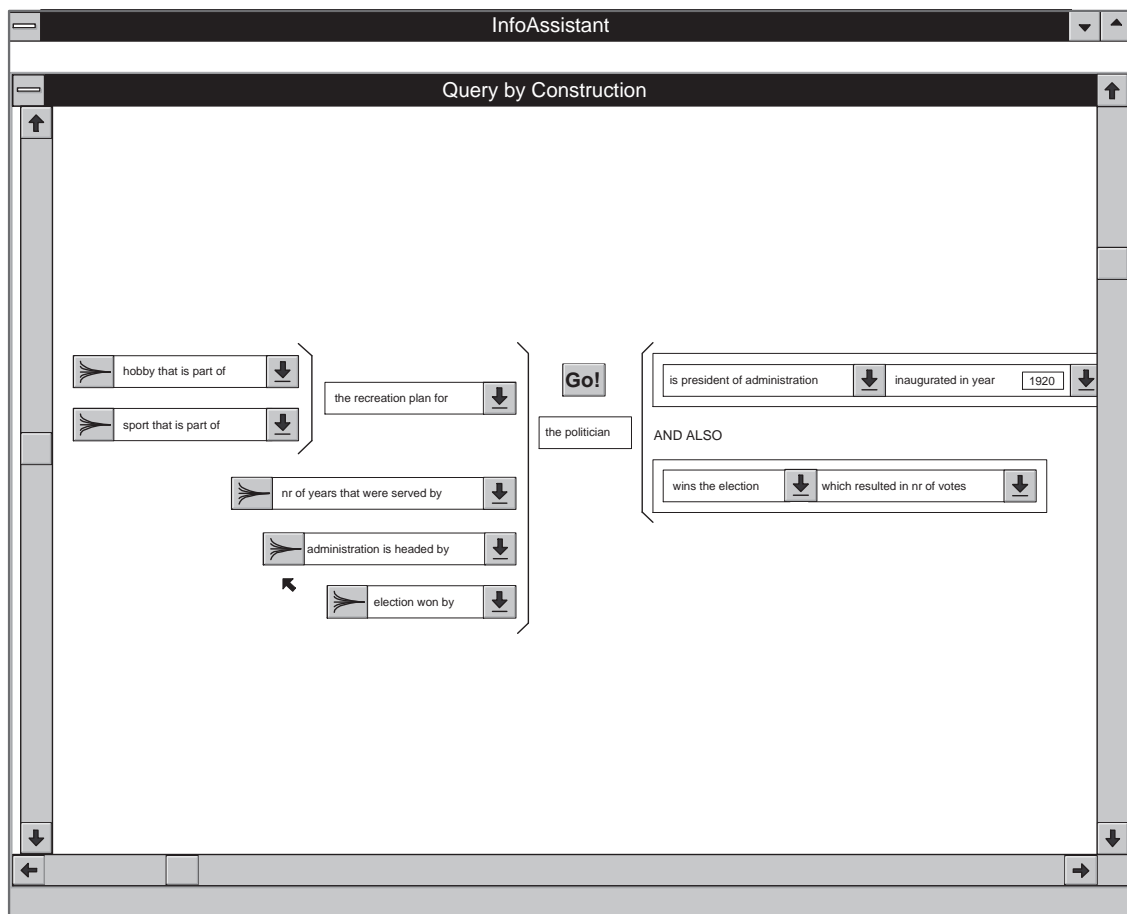 InfoAssistant
Query by Construction
hobby that is part of
sport that is part of
the recreation plan for
nr of years that were served by
administration is headed by
election won by
Go!
the politician
is president of administration
inaugurated in year
1920
AND ALSO
wins the election
which resulted in nr of votes